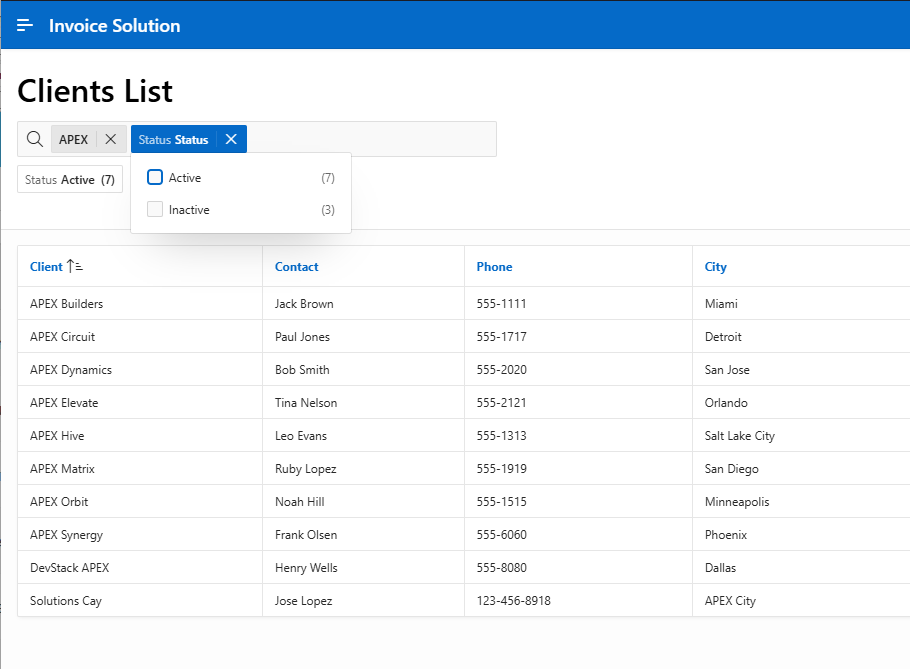 Invoice Solution
Clients List
APEX Status Status
Active (7)
Inactive (3)
Status Active (7)
Client Contact Phone City
APEX Builders Jack Brown 555-1111 Miami
APEX Circuit Paul Jones 555-1717 Detroit
APEX Dynamics Bob Smith 555-2020 San Jose
APEX Elevate Tina Nelson 555-2121 Orlando
APEX Hive Leo Evans 555-1313 Salt Lake City
APEX Matrix Ruby Lopez 555-1919 San Diego
APEX Orbit Noah Hill 555-1515 Minneapolis
APEX Synergy Frank Olsen 555-6060 Phoenix
DevStack APEX Henry Wells 555-8080 Dallas
Solutions Cay Jose Lopez 123-456-8918 APEX City